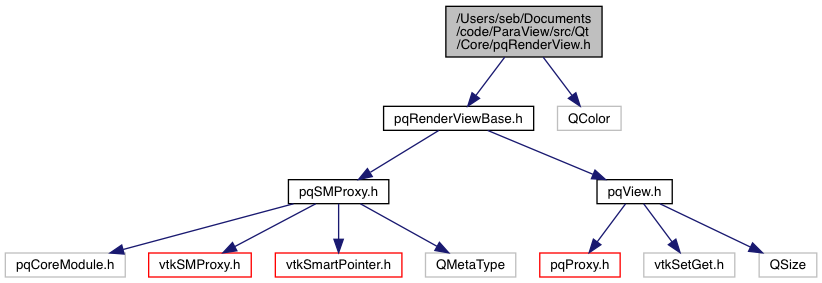 /Users/seb/Documents
/code/ParaView/src/Qt
/Core/pqRenderView.h
pqRenderViewBase.h
QColor
pqSMProxy.h
pqView.h
pqCoreModule.h
vtkSMProxy.h
vtkSmartPointer.h
QMetaType
pqProxy.h
vtkSetGet.h
QSize